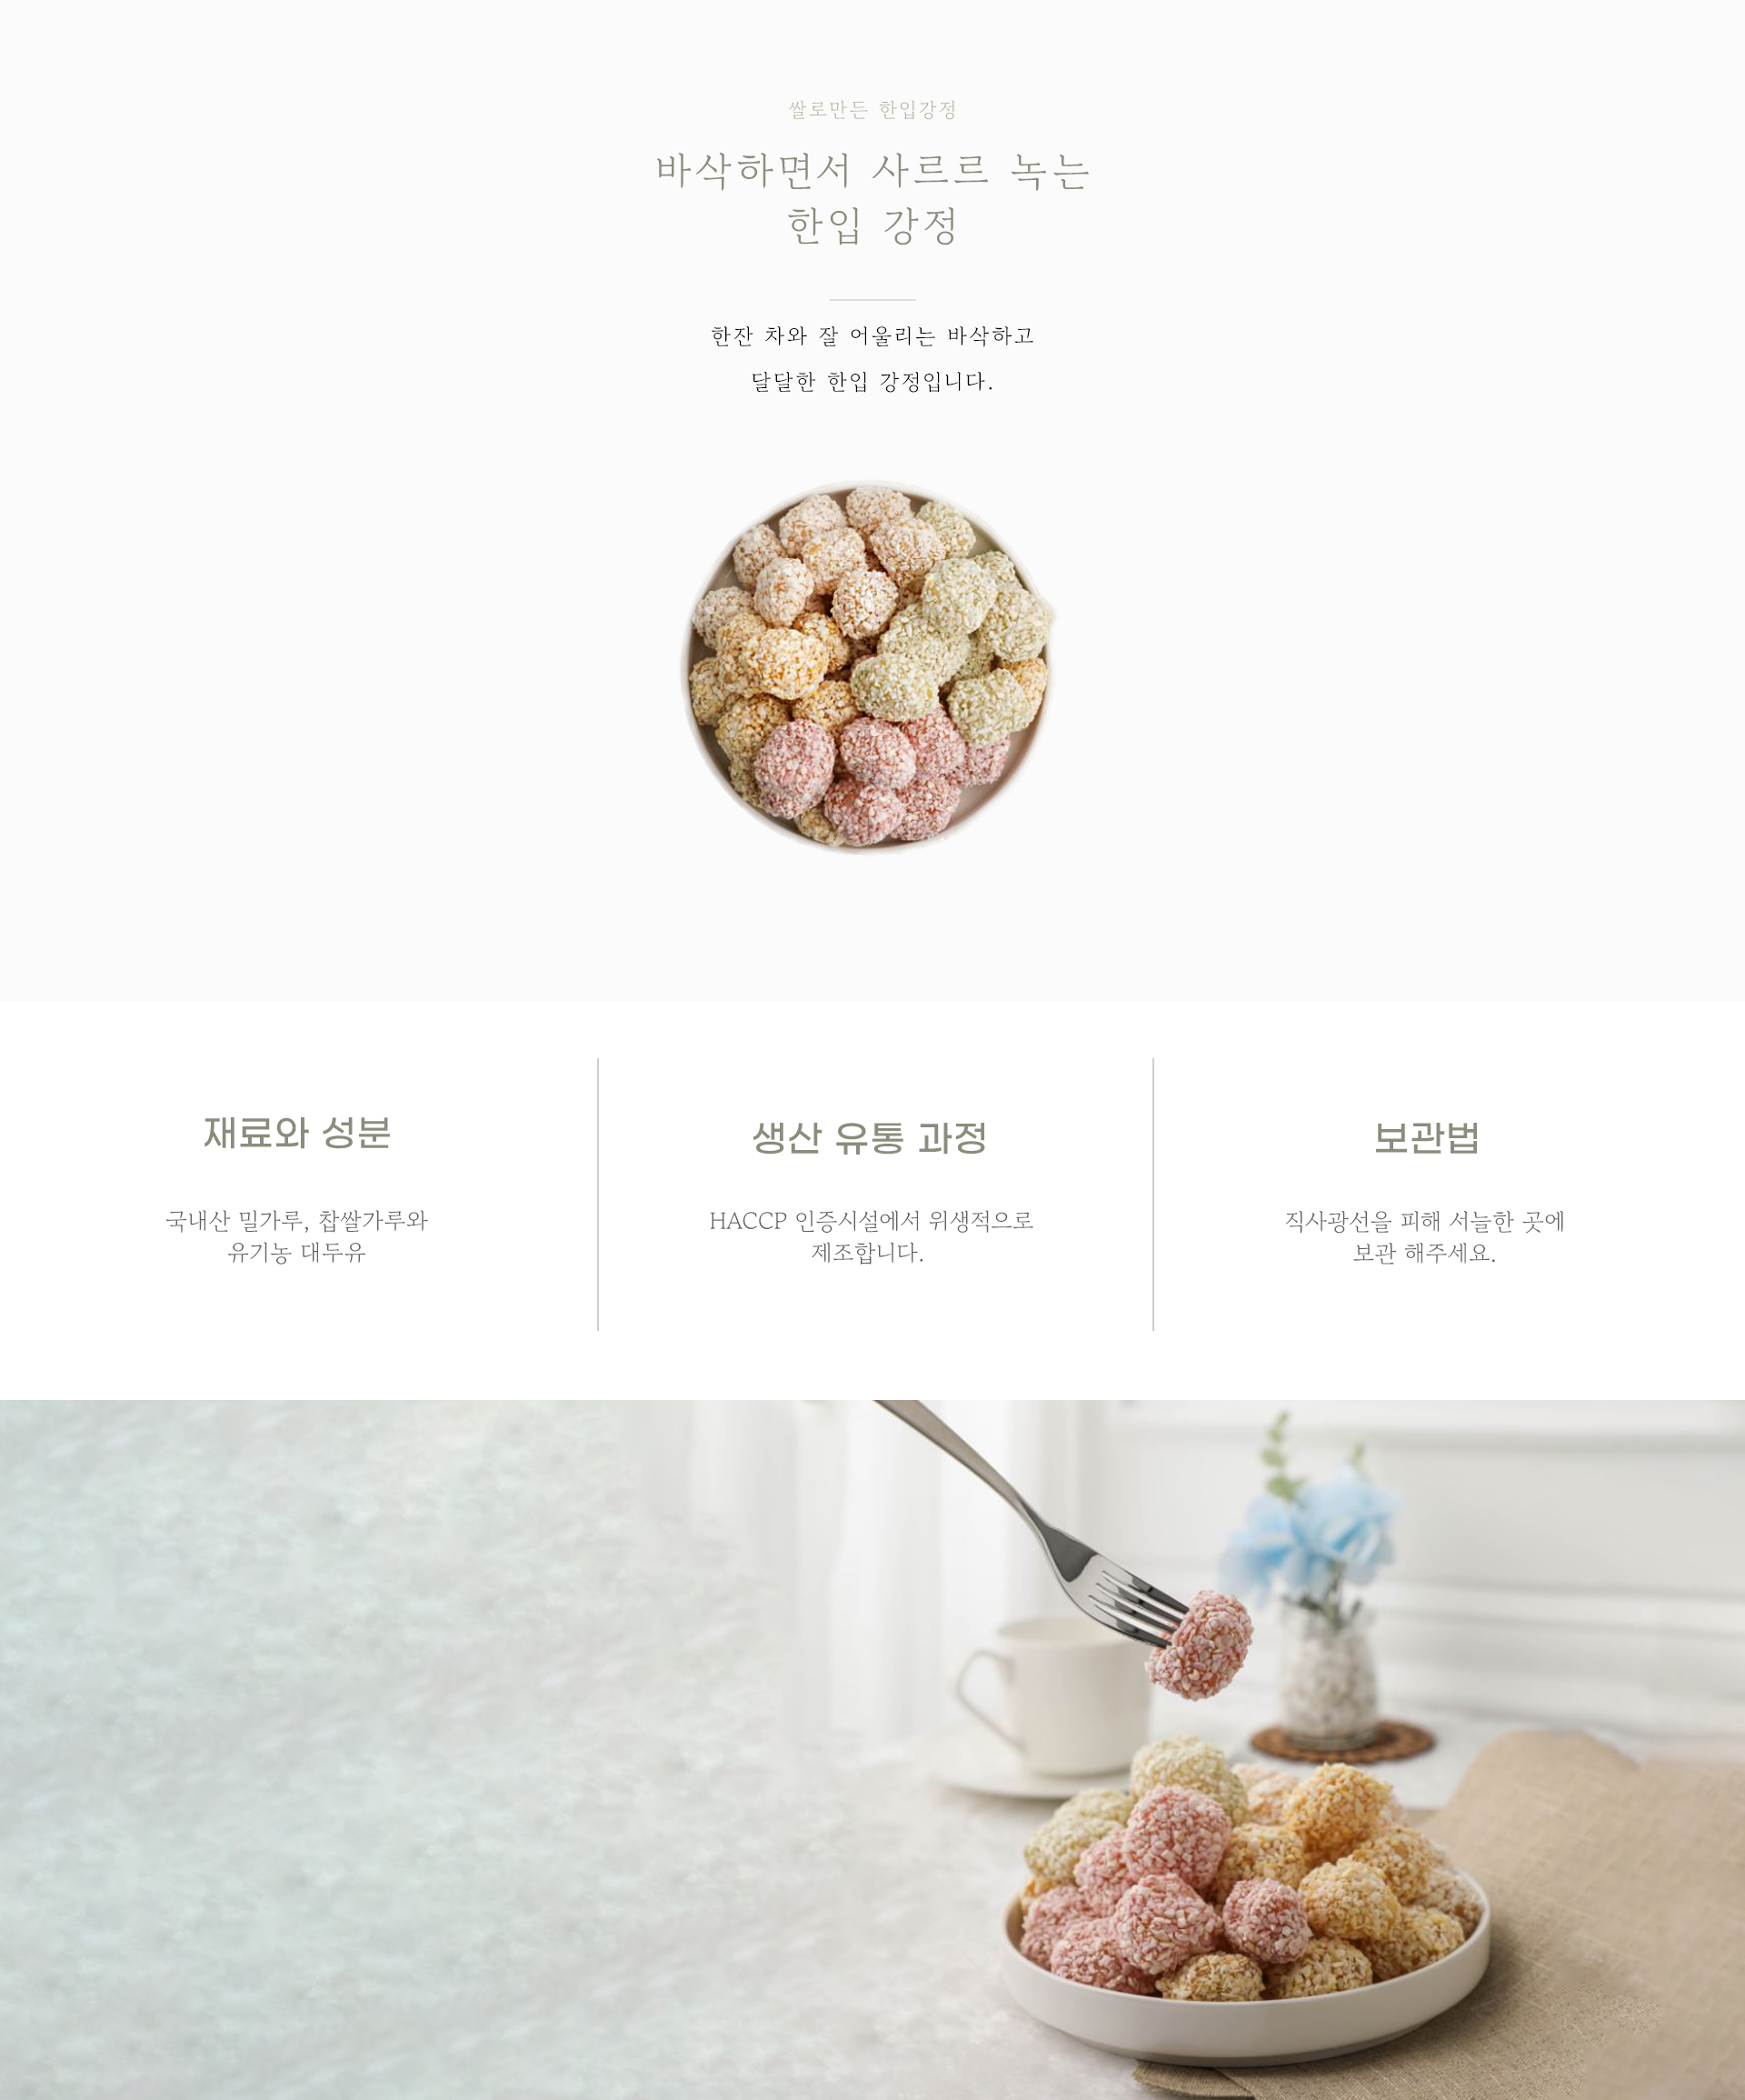 쌀로만든 한입강정
바삭하면서 사르르 녹는
한입 강정
한잔 차와 잘 어울리는 바삭하고
달달한 한입 강정입니다.
재료와 성분
국내산 밀가루, 찹쌀가루와
유기농 대두유
생산 유통 과정
HACCP 인증시설에서 위생적으로
제조합니다.
보관법
직사광선을 피해 서늘한 곳에
보관 해주세요.